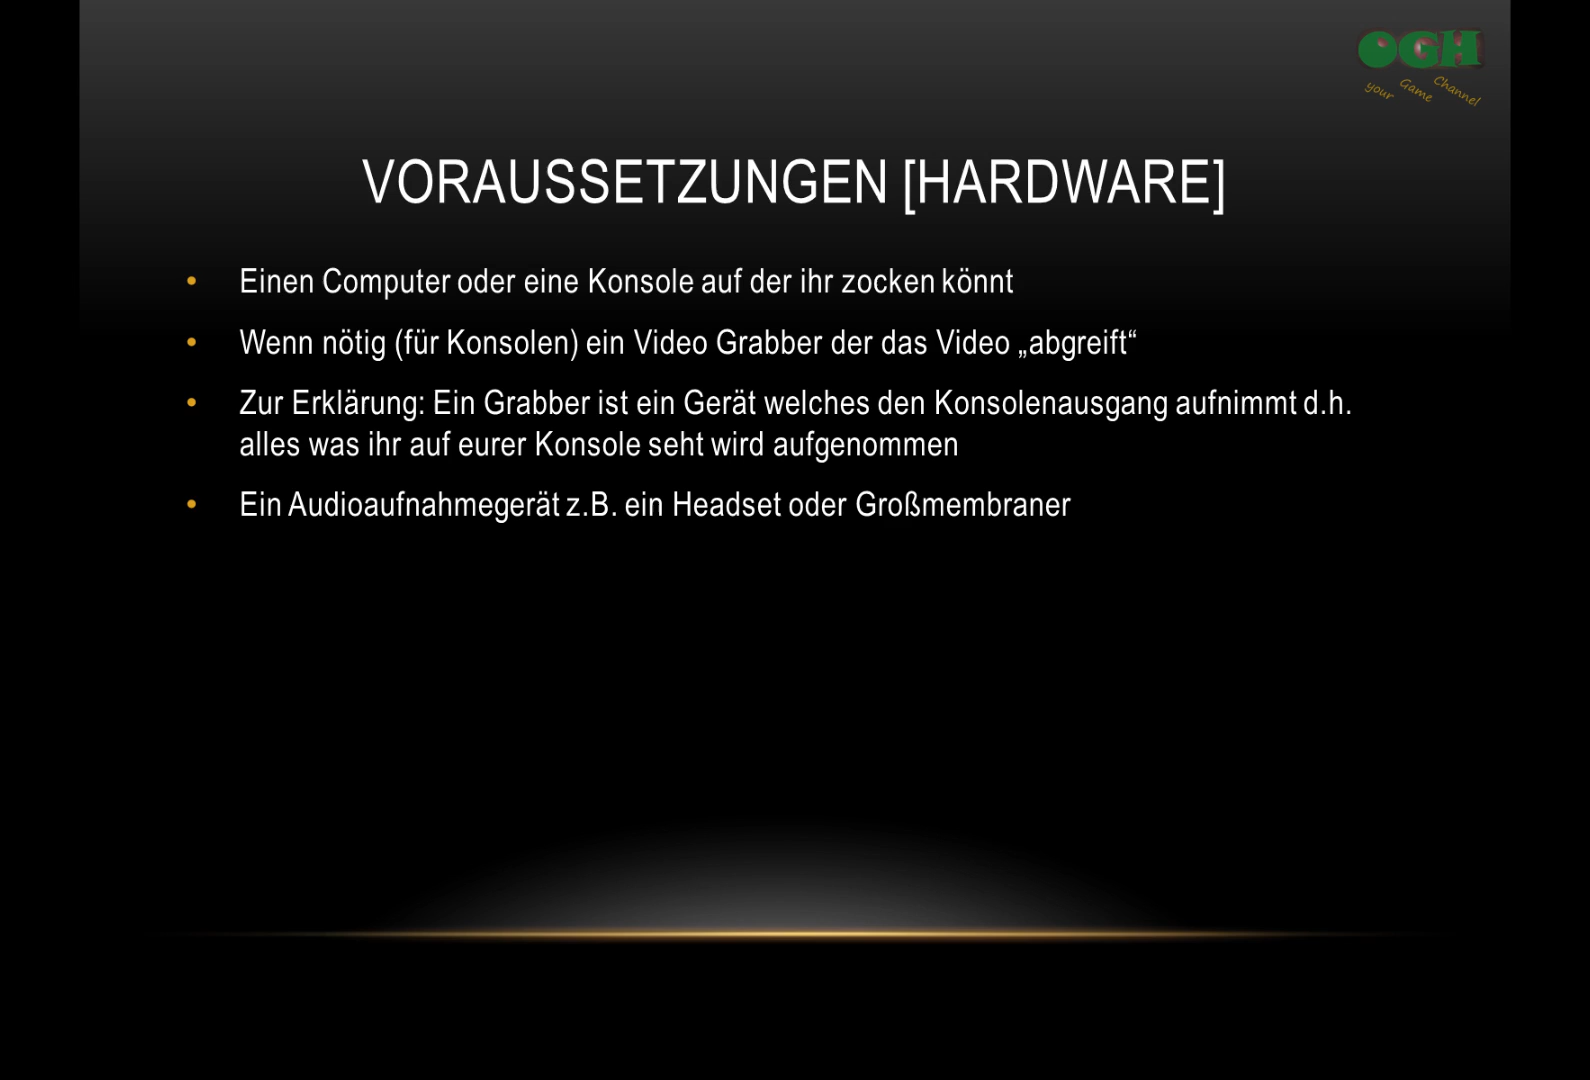 OGH
your Game Channel
VORAUSSETZUNGEN [HARDWARE]
• Einen Computer oder eine Konsole auf der ihr zocken könnt
• Wenn nötig (für Konsolen) ein Video Grabber der das Video „abgreift“
• Zur Erklärung: Ein Grabber ist ein Gerät welches den Konsolenausgang aufnimmt d.h.
alles was ihr auf eurer Konsole seht wird aufgenommen
• Ein Audioaufnahmegerät z.B. ein Headset oder Großmembraner